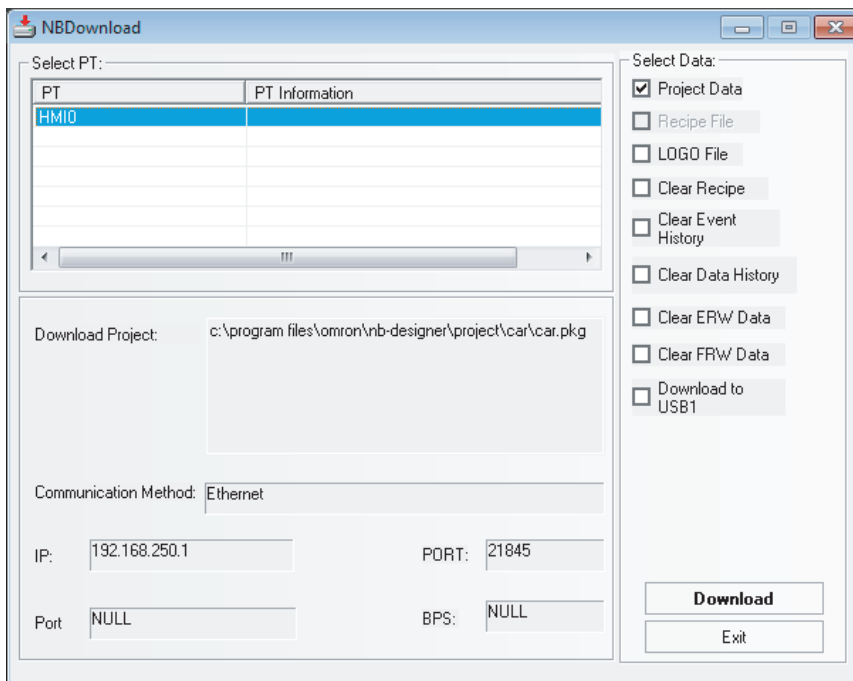 NBDownload
Select PT:
PT PT Information
HMI0
Download Project: c:\program files\omron\nb-designer\project\car\car.pkg
Communication Method: Ethernet
IP: 192.168.250.1 PORT: 21845
Port NULL BPS: NULL
Select Data:
Project Data
Recipe File
LOGO File
Clear Recipe
Clear Event
History
Clear Data History
Clear ERW Data
Clear FRW Data
Download to
USB1
Download
Exit